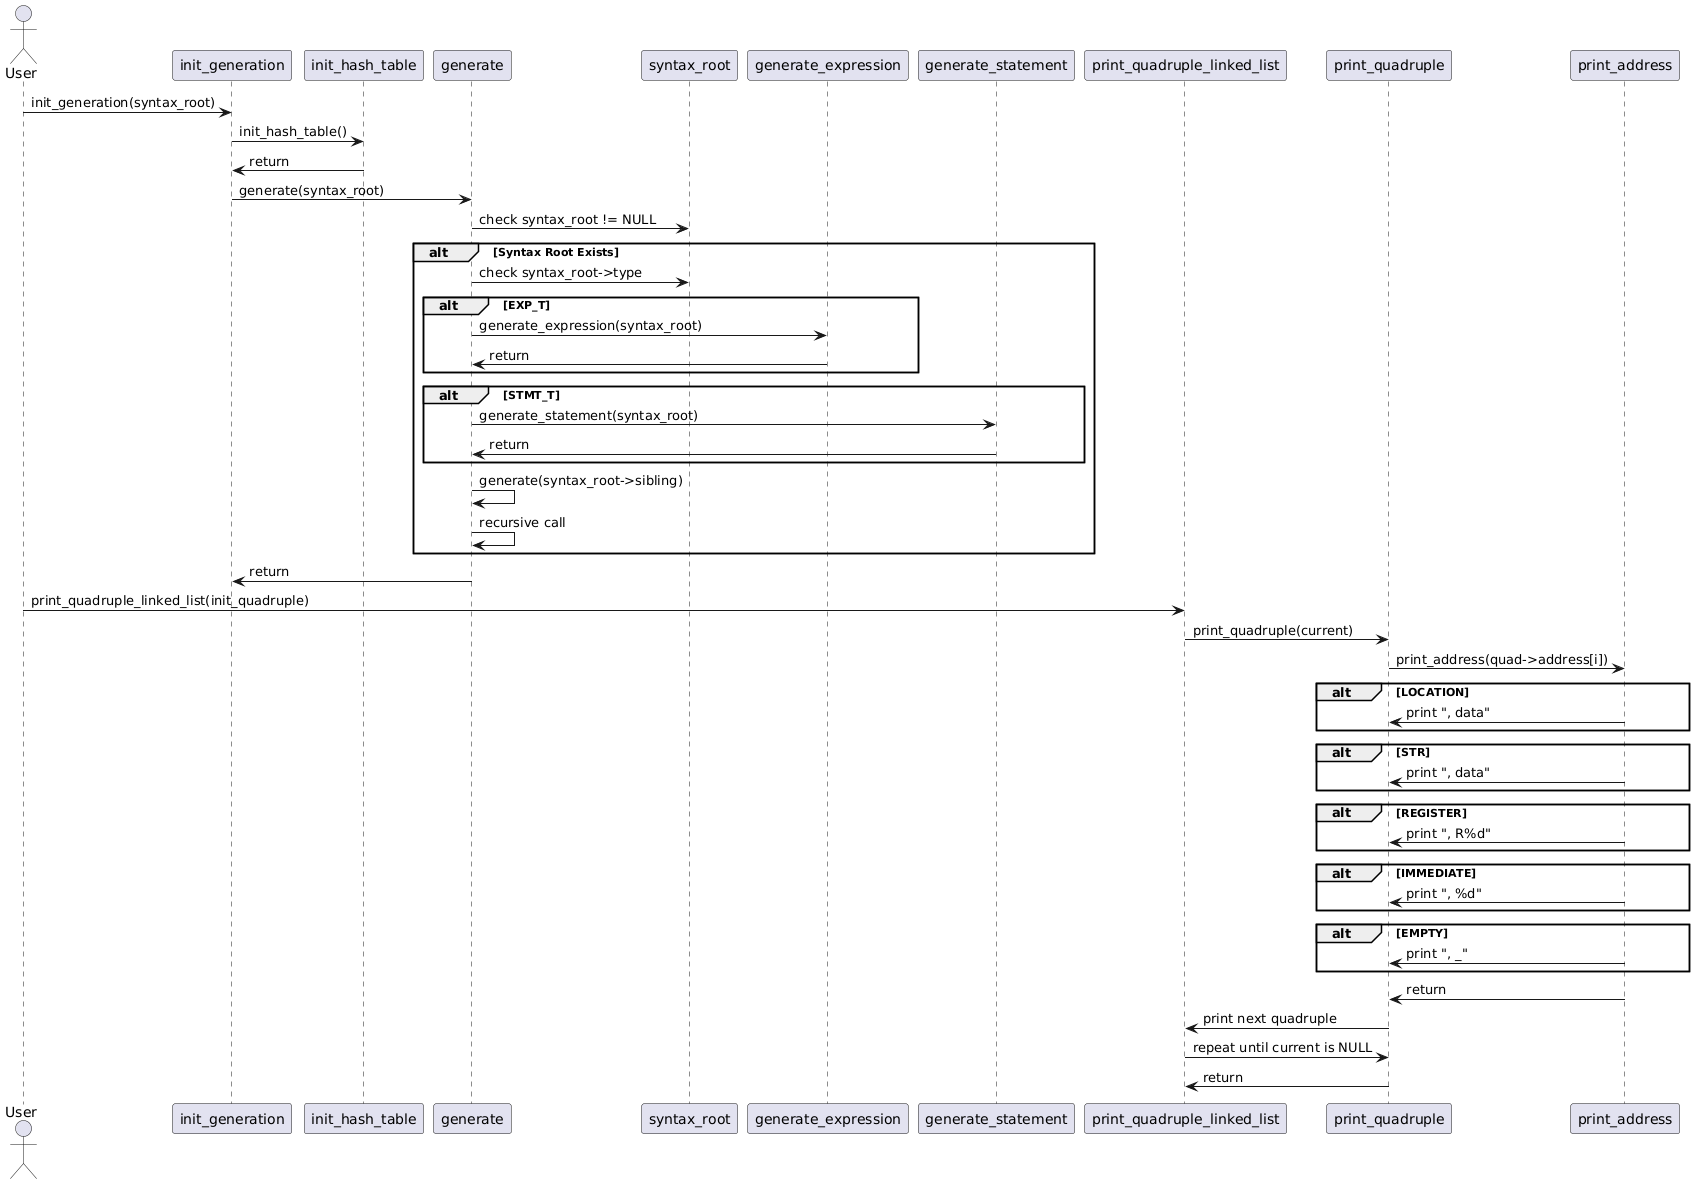 User
init_generation
init_hash_table
generate
syntax_root
generate_expression
generate_statement
print_quadruple_linked_list
print_quadruple
print_address
init_generation(syntax_root)
init_hash_table()
return
generate(syntax_root)
check syntax_root != NULL
alt [Syntax Root Exists]
check syntax_root->type
alt [EXP_T]
generate_expression(syntax_root)
return
alt [STMT_T]
generate_statement(syntax_root)
return
generate(syntax_root->sibling)
recursive call
return
print_quadruple_linked_list(init_quadruple)
print_quadruple(current)
print_address(quad->address[i])
alt [LOCATION]
print ", data"
alt [STR]
print ", data"
alt [REGISTER]
print ", R%d"
alt [IMMEDIATE]
print ", %d"
alt [EMPTY]
print ", _"
return
print next quadruple
repeat until current is NULL
return
User
init_generation
init_hash_table
generate
syntax_root
generate_expression
generate_statement
print_quadruple_linked_list
print_quadruple
print_address